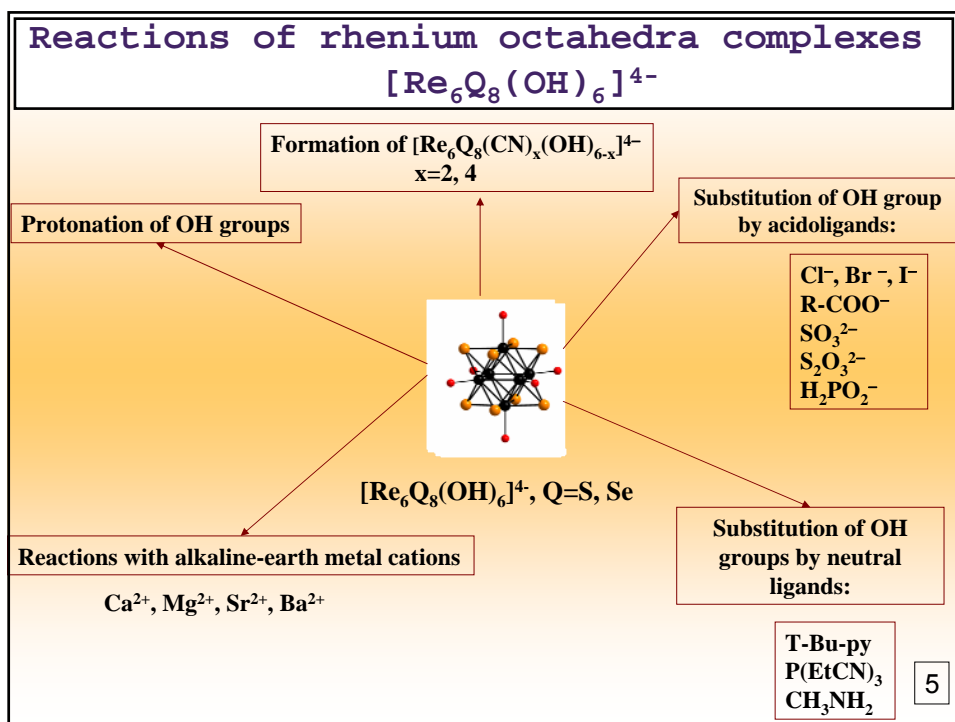 Reactions of rhenium octahedra complexes
[Re₆Q₈(OH)₆]⁴⁻
Formation of [Re₆Q₈(CN)ₓ(OH)₆₋ₓ]⁴⁻
x=2, 4
Protonation of OH groups
Substitution of OH group
by acidoligands:
Cl⁻, Br ⁻, I⁻
R-COO⁻
SO₃²⁻
S₂O₃²⁻
H₂PO₂⁻
[Re₆Q₈(OH)₆]⁴⁻, Q=S, Se
Reactions with alkaline-earth metal cations
Ca²⁺, Mg²⁺, Sr²⁺, Ba²⁺
Substitution of OH
groups by neutral
ligands:
T-Bu-py
P(EtCN)₃
CH₃NH₂
5